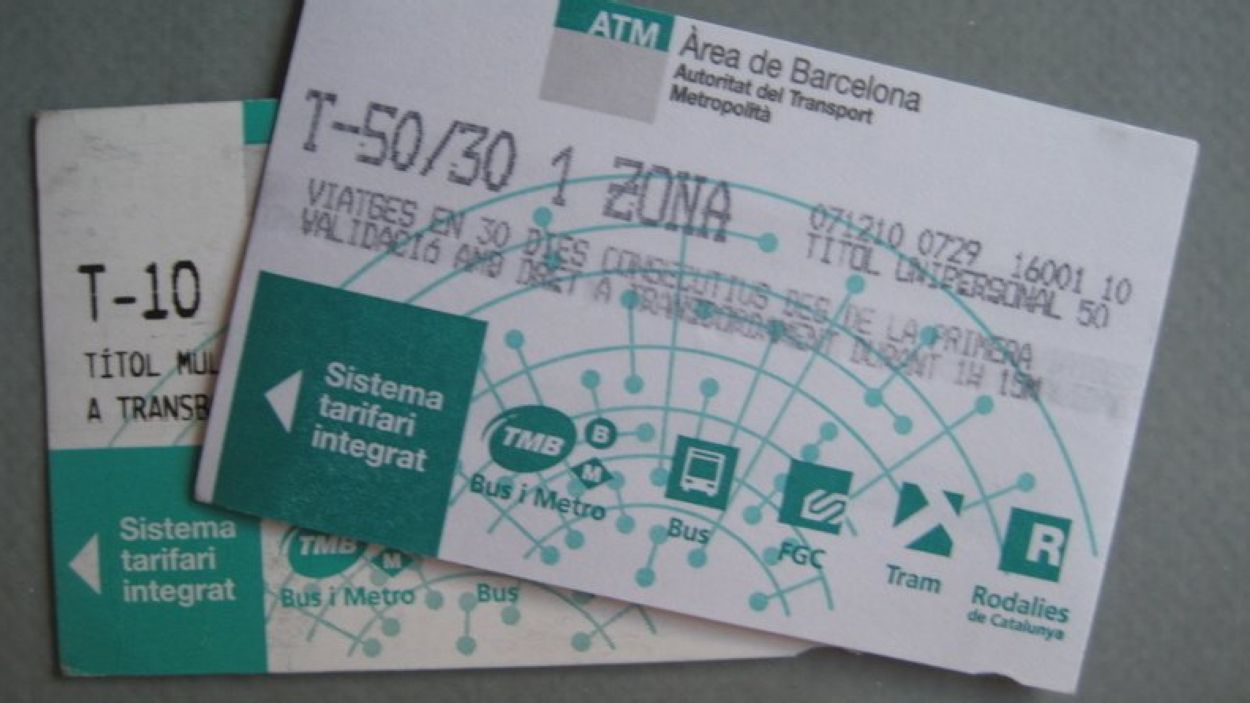 ATM
Àrea de Barcelona
Autoritat del Transport
Metropolità
T-50/30 1 ZONA
071210 0729 16001 10
TITOL UNIPERSONAL 50
VIATGES EN 30 DIES CONSECUTIUS DES DE LA PRIMERA
VALIDACIÓ AMB DRET A TRANSBORDAMENT DURANT 1H 15M
Sistema
tarifari
integrat
TMB
B
M
Bus i Metro
Bus
FGC
Tram
R
Rodalies
de Catalunya
T-10
TÍTOL MUL
A TRANSB
Sistema
tarifari
integrat
TMB
M
Bus i Metro
Bus